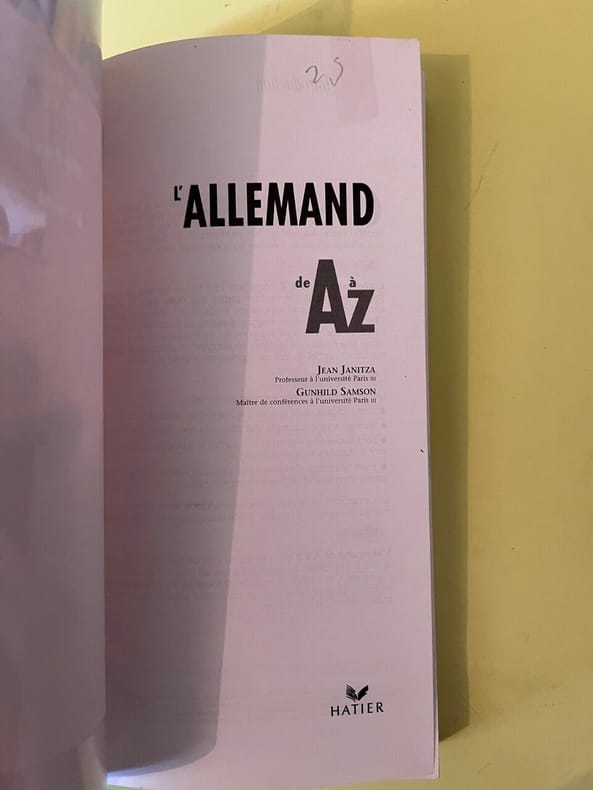 25
L'ALLEMAND
de A à Z
JEAN JANITZA
Professeur à l'université Paris III
GUNHILD SAMSON
Maître de conférences à l'université Paris III
HATIER